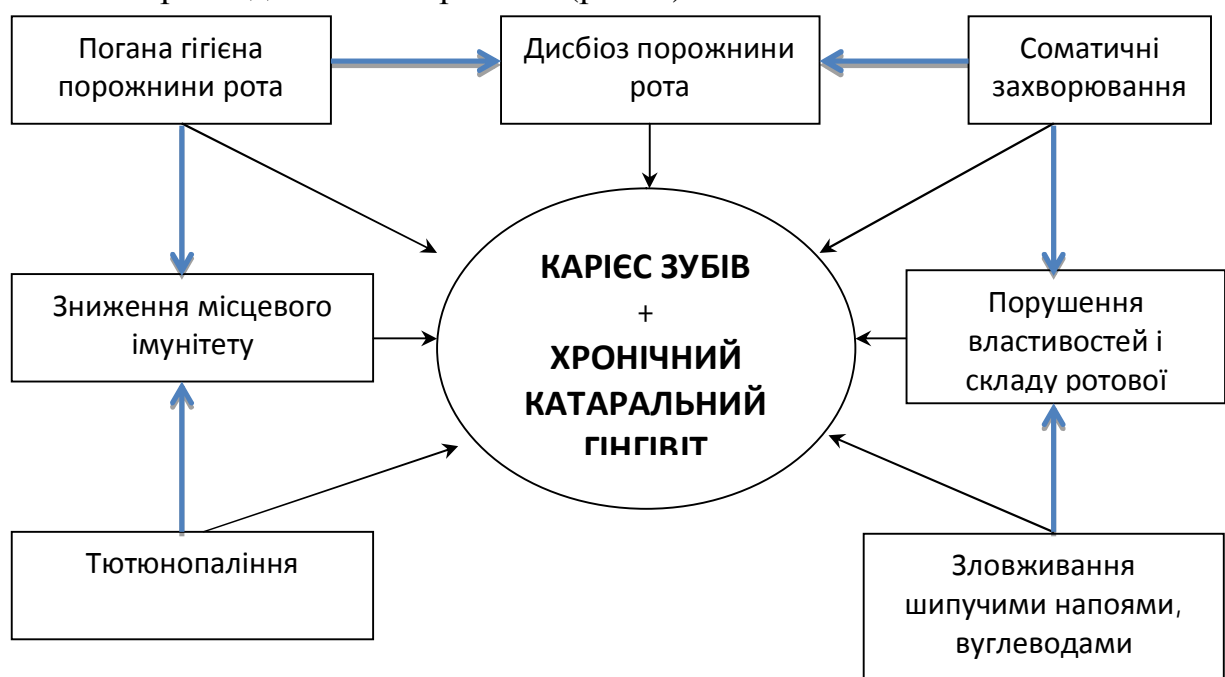 Погана гігієна
порожнини рота
Дисбіоз порожнини
рота
Соматичні
захворювання
КАРІЄС ЗУБІВ
+
ХРОНІЧНИЙ
КАТАРАЛЬНИЙ
ГІНГІВІТ
Зниження місцевого
імунітету
Порушення
властивостей і
складу ротової
Тютюнопаління
Зловживання
шипучими напоями,
вуглеводами